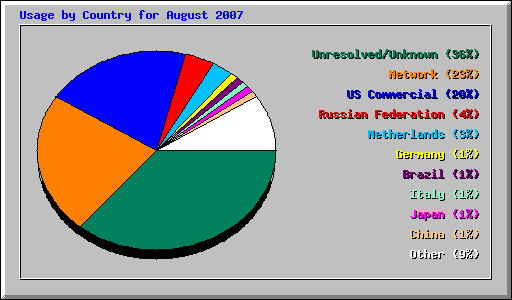 Usage by Country for August 2007
Unresolved/Unknown (36%)
Network (23%)
US Commercial (20%)
Russian Federation (4%)
Netherlands (3%)
Germany (1%)
Brazil (1%)
Italy (1%)
Japan (1%)
China (1%)
Other (9%)